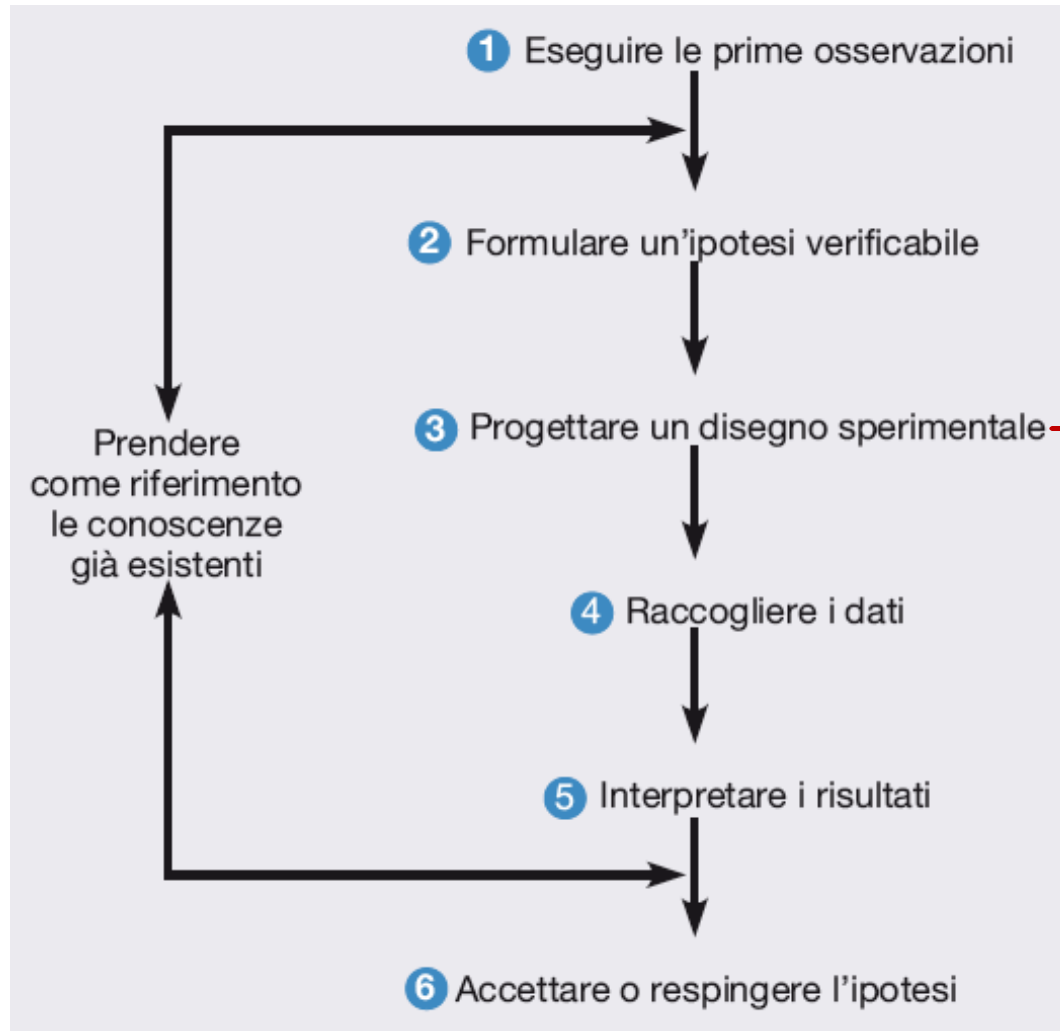 1 Eseguire le prime osservazioni
2 Formulare un'ipotesi verificabile
3 Progettare un disegno sperimentale
Prendere
come riferimento
le conoscenze
già esistenti
4 Raccogliere i dati
5 Interpretare i risultati
6 Accettare o respingere l'ipotesi